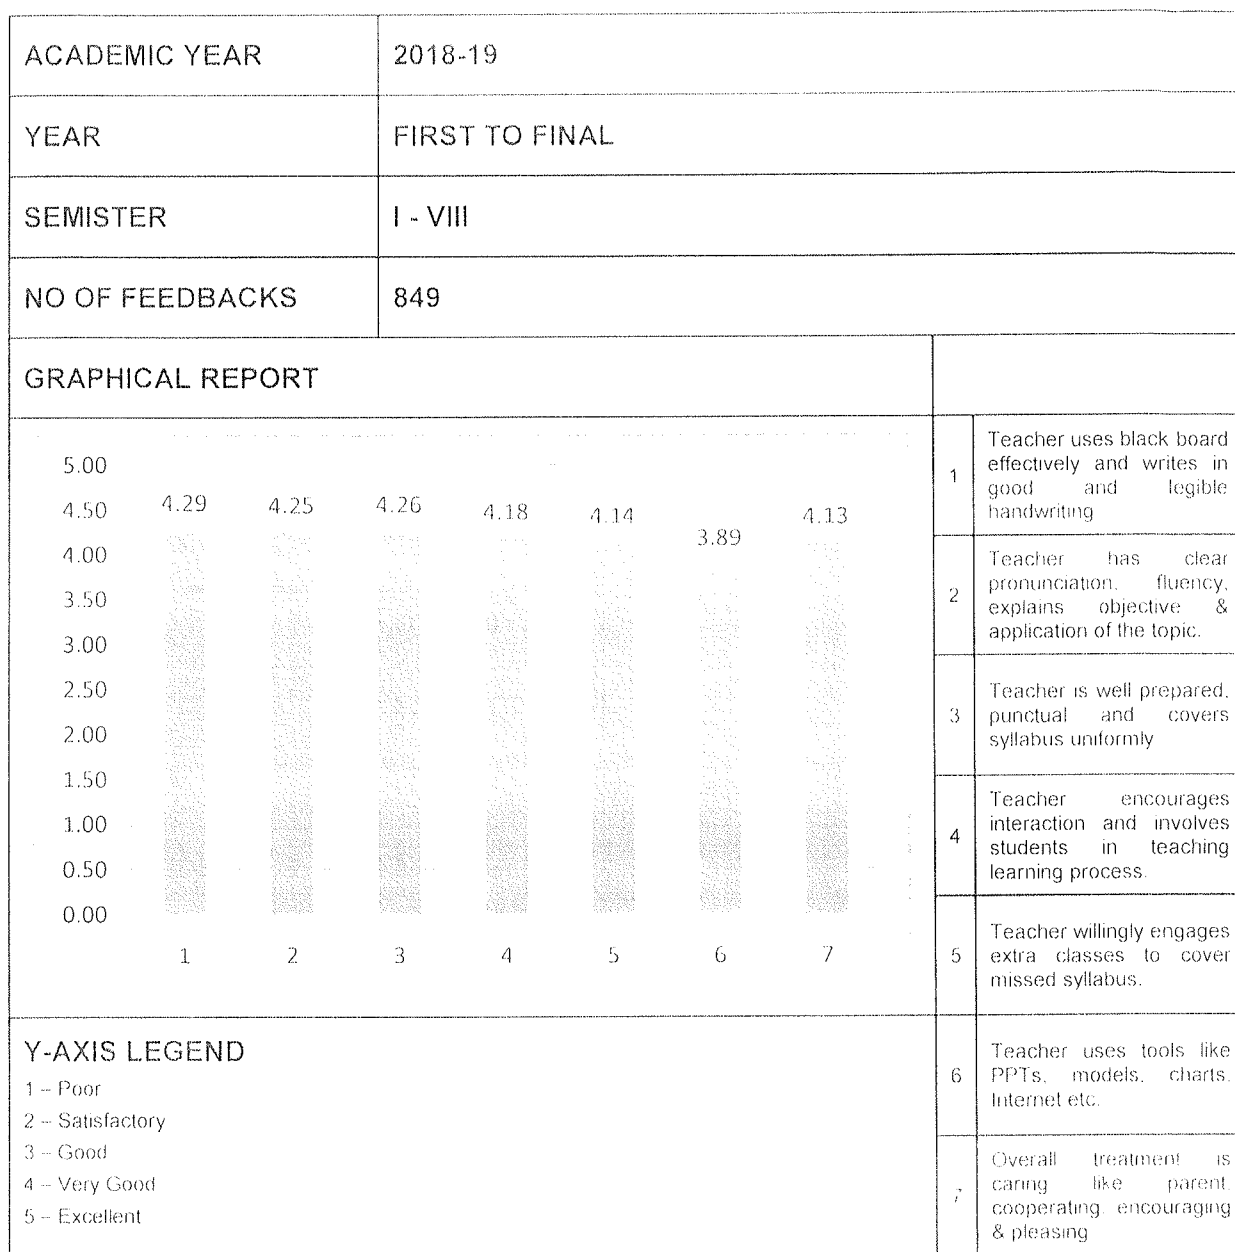 ACADEMIC YEAR 2018-19
YEAR FIRST TO FINAL
SEMISTER I - VIII
NO OF FEEDBACKS 849
GRAPHICAL REPORT
5.00
4.50
4.00
3.50
3.00
2.50
2.00
1.50
1.00
0.50
0.00
4.29 4.25 4.26 4.18 4.14 3.89 4.13
1 2 3 4 5 6 7
Y-AXIS LEGEND
1 – Poor
2 – Satisfactory
3 – Good
4 – Very Good
5 – Excellent
1
Teacher uses black board
effectively and writes in
good and legible
handwriting
2
Teacher has clear
pronunciation, fluency,
explains objective &
application of the topic.
3
Teacher is well prepared,
punctual and covers
syllabus uniformly
4
Teacher encourages
interaction and involves
students in teaching
learning process.
5
Teacher willingly engages
extra classes to cover
missed syllabus.
6
Teacher uses tools like
PPTs, models, charts,
Internet etc.
7
Overall treatment is
caring like parent,
cooperating, encouraging
& pleasing